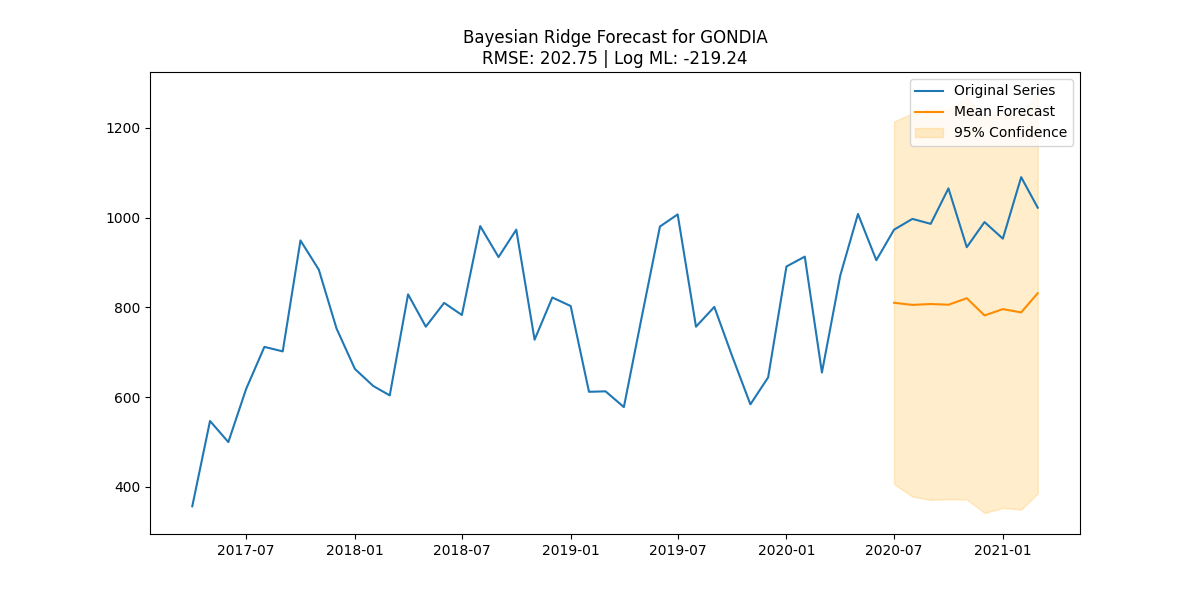 Bayesian Ridge Forecast for GONDIA
RMSE: 202.75 | Log ML: -219.24
Original Series
Mean Forecast
95% Confidence
1200
1000
800
600
400
2017-07
2018-01
2018-07
2019-01
2019-07
2020-01
2020-07
2021-01